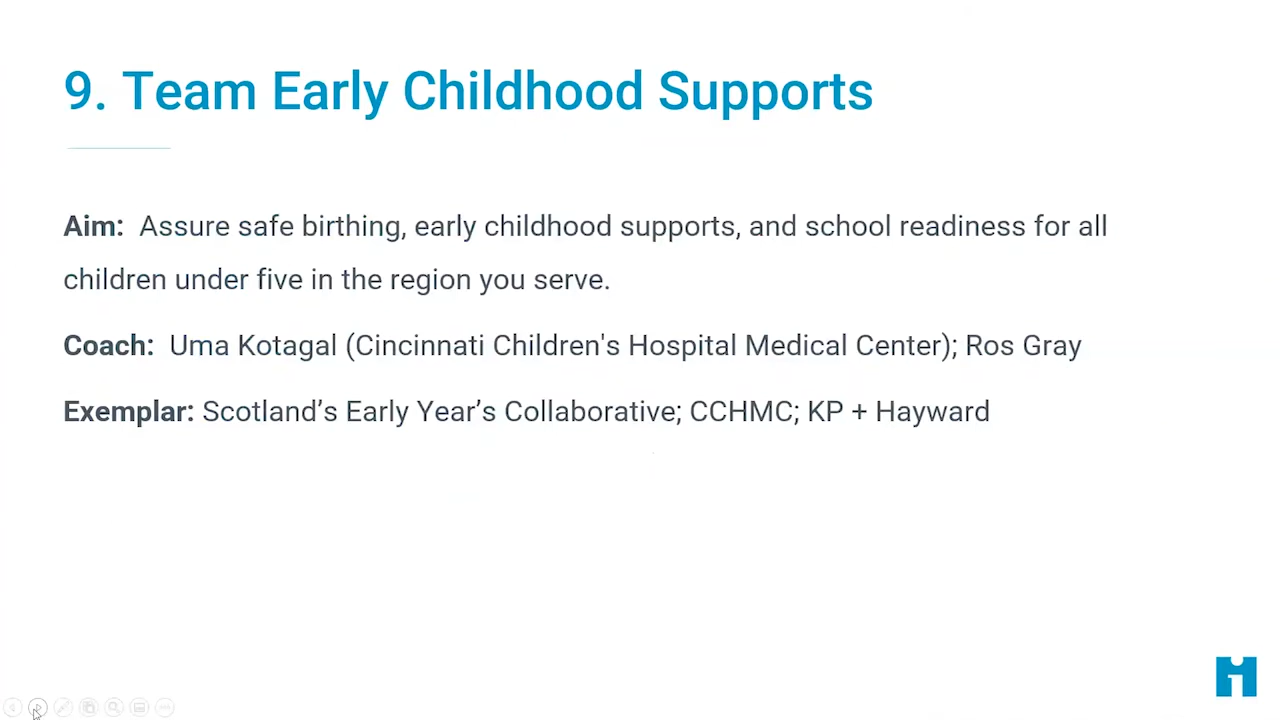 9. Team Early Childhood Supports
Aim: Assure safe birthing, early childhood supports, and school readiness for all
children under five in the region you serve.
Coach: Uma Kotagal (Cincinnati Children's Hospital Medical Center); Ros Gray
Exemplar: Scotland’s Early Year’s Collaborative; CCHMC; KP + Hayward